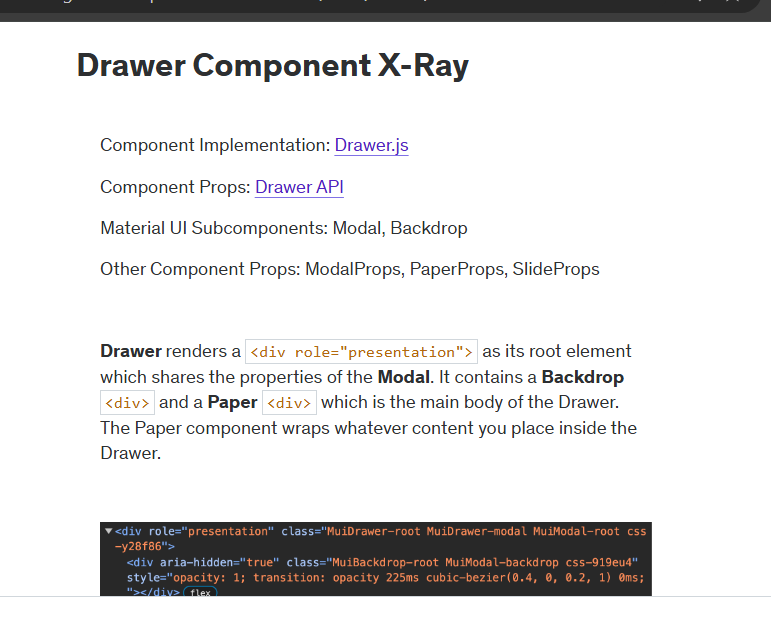 Drawer Component X-Ray
Component Implementation: Drawer.js
Component Props: Drawer API
Material UI Subcomponents: Modal, Backdrop
Other Component Props: ModalProps, PaperProps, SlideProps
Drawer renders a <div role="presentation"> as its root element
which shares the properties of the Modal. It contains a Backdrop
<div> and a Paper <div> which is the main body of the Drawer.
The Paper component wraps whatever content you place inside the
Drawer.
▼<div role="presentation" class="MuiDrawer-root MuiDrawer-modal MuiModal-root css
-y28f86">
<div aria-hidden="true" class="MuiBackdrop-root MuiModal-backdrop css-919eu4"
style="opacity: 1; transition: opacity 225ms cubic-bezier(0.4, 0, 0.2, 1) 0ms;
"></div> flex